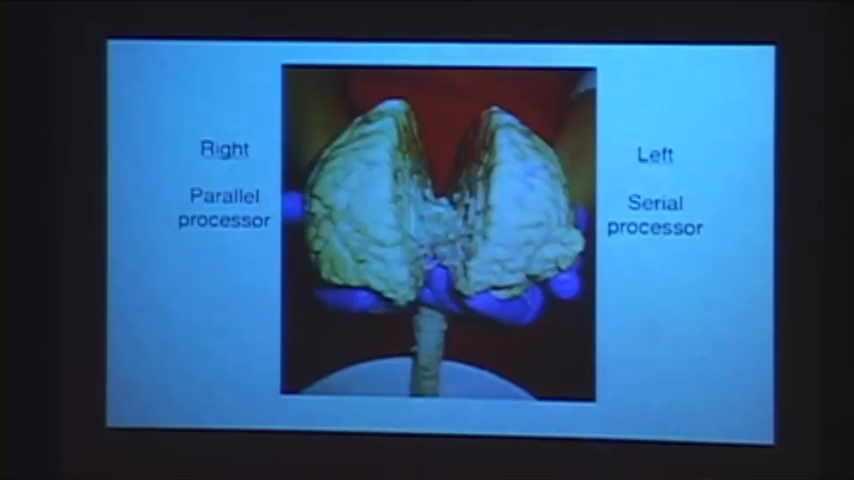 Right
Parallel
processor
Left
Serial
processor